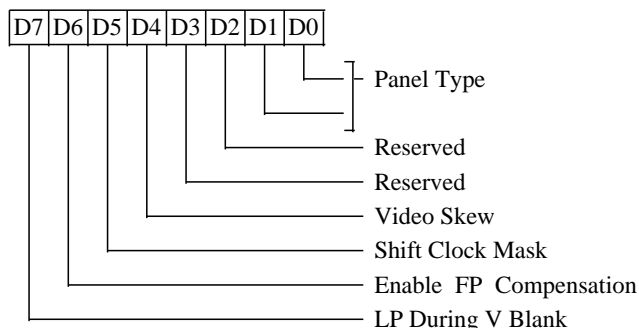 D7 D6 D5 D4 D3 D2 D1 D0
Panel Type
Reserved
Reserved
Video Skew
Shift Clock Mask
Enable FP Compensation
LP During V Blank